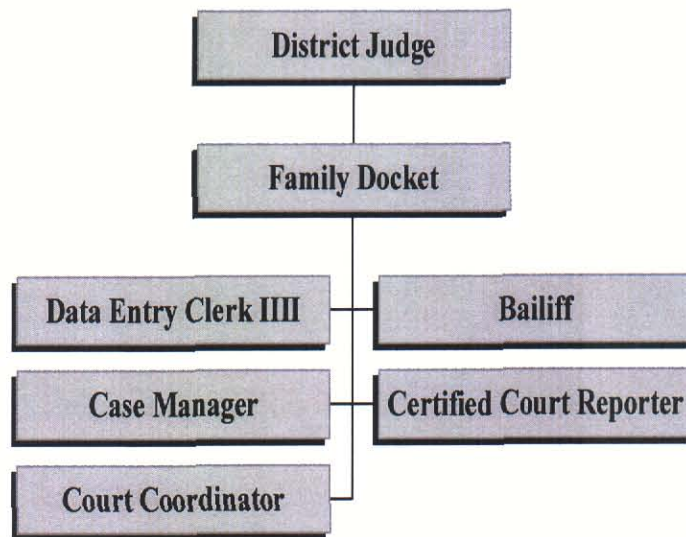 District Judge
Family Docket
Data Entry Clerk IIII
Bailiff
Case Manager
Certified Court Reporter
Court Coordinator